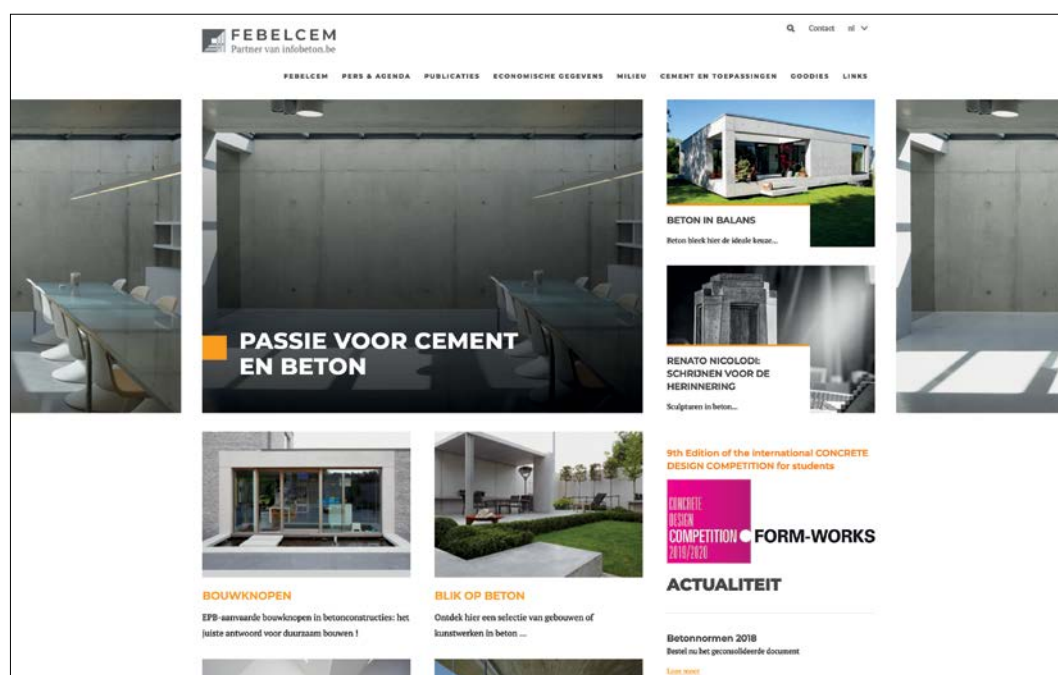 FEBELCEM
Partner van infobeton.be
Contact nl
FEBELCEM PERS & AGENDA PUBLICATIES ECONOMISCHE GEGEVENS MILIEU CEMENT EN TOEPASSINGEN GOODIES LINKS
PASSIE VOOR CEMENT
EN BETON
BETON IN BALANS
Beton bleek hier de ideale keuze...
RENATO NICOLODI:
SCHRIJNEN VOOR DE
HERINNERING
Sculpturen in beton...
BOUWKNOPEN
EPB-aanvaarde bouwknopen in betonconstructies: het
juiste antwoord voor duurzaam bouwen !
BLIK OP BETON
Ontdek hier een selectie van gebouwen of
kunstwerken in beton ...
9th Edition of the international CONCRETE
DESIGN COMPETITION for students
CONCRETE
DESIGN
COMPETITION FORM-WORKS
2019/2020
ACTUALITEIT
Betonnormen 2018
Bestel nu het geconsolideerde document
Lees meer